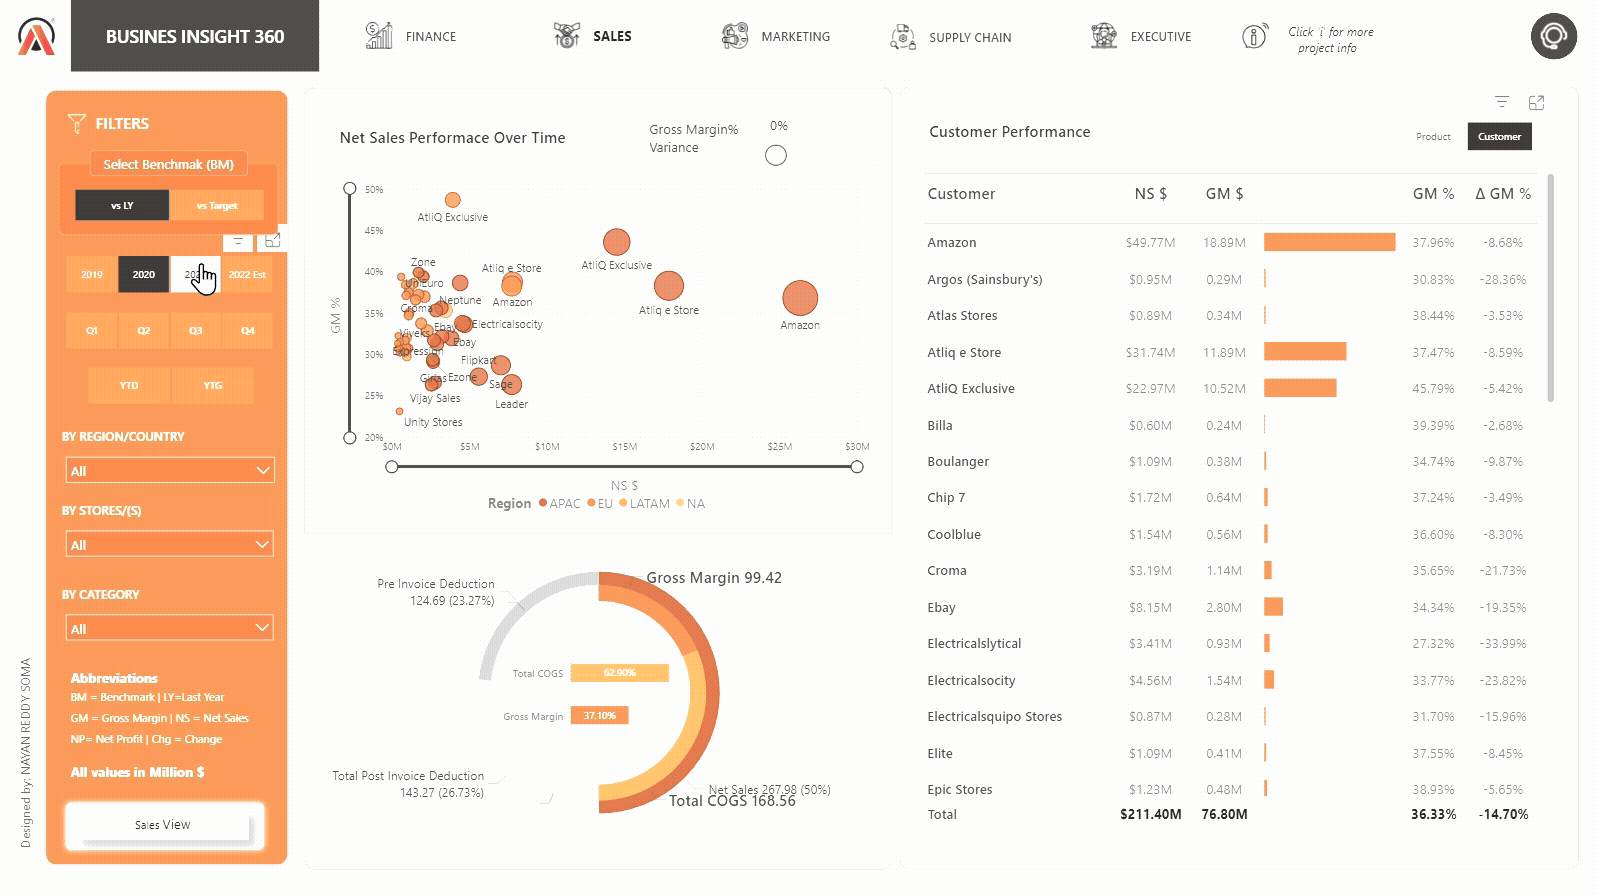 BUSINES INSIGHT 360
FINANCE
SALES
MARKETING
SUPPLY CHAIN
EXECUTIVE
Click 'i' for more
project info
FILTERS
Select Benchmak (BM)
vs LY
vs Target
2019
2020
2022 Est
Q1
Q2
Q3
Q4
YTD
YTG
BY REGION/COUNTRY
All
BY STORES/(S)
All
BY CATEGORY
All
Abbreviations
BM = Benchmark | LY=Last Year
GM = Gross Margin | NS = Net Sales
NP= Net Profit | Chg = Change
All values in Million $
Sales View
Designed by: NAYAN REDDY SOMA
Net Sales Performace Over Time
Gross Margin%
Variance
0%
GM %
50%
45%
40%
35%
30%
25%
20%
AtliQ Exclusive
Zone
UniEuro
Atliq e Store
AtliQ Exclusive
Croma
Neptune
Amazon
Atliq e Store
Amazon
Viveks
Ebay
Electricalsocity
Ebay
Expression
Flipkart
Girias
Ezone
Sage
Vijay Sales
Leader
Unity Stores
$0M
$5M
$10M
$15M
$20M
$25M
$30M
NS $
Region
APAC
EU
LATAM
NA
Pre Invoice Deduction
124.69 (23.27%)
Gross Margin 99.42
Total COGS
62.90%
Gross Margin
37.10%
Total Post Invoice Deduction
143.27 (26.73%)
Net Sales 267.98 (50%)
Total COGS 168.56
Customer Performance
Product
Customer
Customer NS $ GM $ GM % Δ GM %
Amazon $49.77M 18.89M 37.96% -8.68%
Argos (Sainsbury's) $0.95M 0.29M 30.83% -28.36%
Atlas Stores $0.89M 0.34M 38.44% -3.53%
Atliq e Store $31.74M 11.89M 37.47% -8.59%
AtliQ Exclusive $22.97M 10.52M 45.79% -5.42%
Billa $0.60M 0.24M 39.39% -2.68%
Boulanger $1.09M 0.38M 34.74% -9.87%
Chip 7 $1.72M 0.64M 37.24% -3.49%
Coolblue $1.54M 0.56M 36.60% -8.30%
Croma $3.19M 1.14M 35.65% -21.73%
Ebay $8.15M 2.80M 34.34% -19.35%
Electricalslytical $3.41M 0.93M 27.32% -33.99%
Electricalsocity $4.56M 1.54M 33.77% -23.82%
Electricalsquipo Stores $0.87M 0.28M 31.70% -15.96%
Elite $1.09M 0.41M 37.55% -8.45%
Epic Stores $1.23M 0.48M 38.93% -5.65%
Total $211.40M 76.80M 36.33% -14.70%